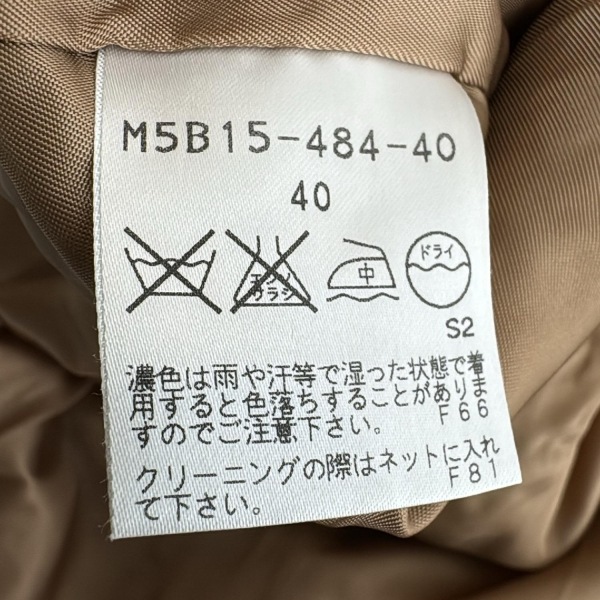 M5B15-484-40
40
エンソ
サラシ
中
ドライ
S2
濃色は雨や汗等で湿った状態で着
用すると色落ちすることがありま
すのでご注意下さい。 F66
クリーニングの際はネットに入れ
て下さい。 F81